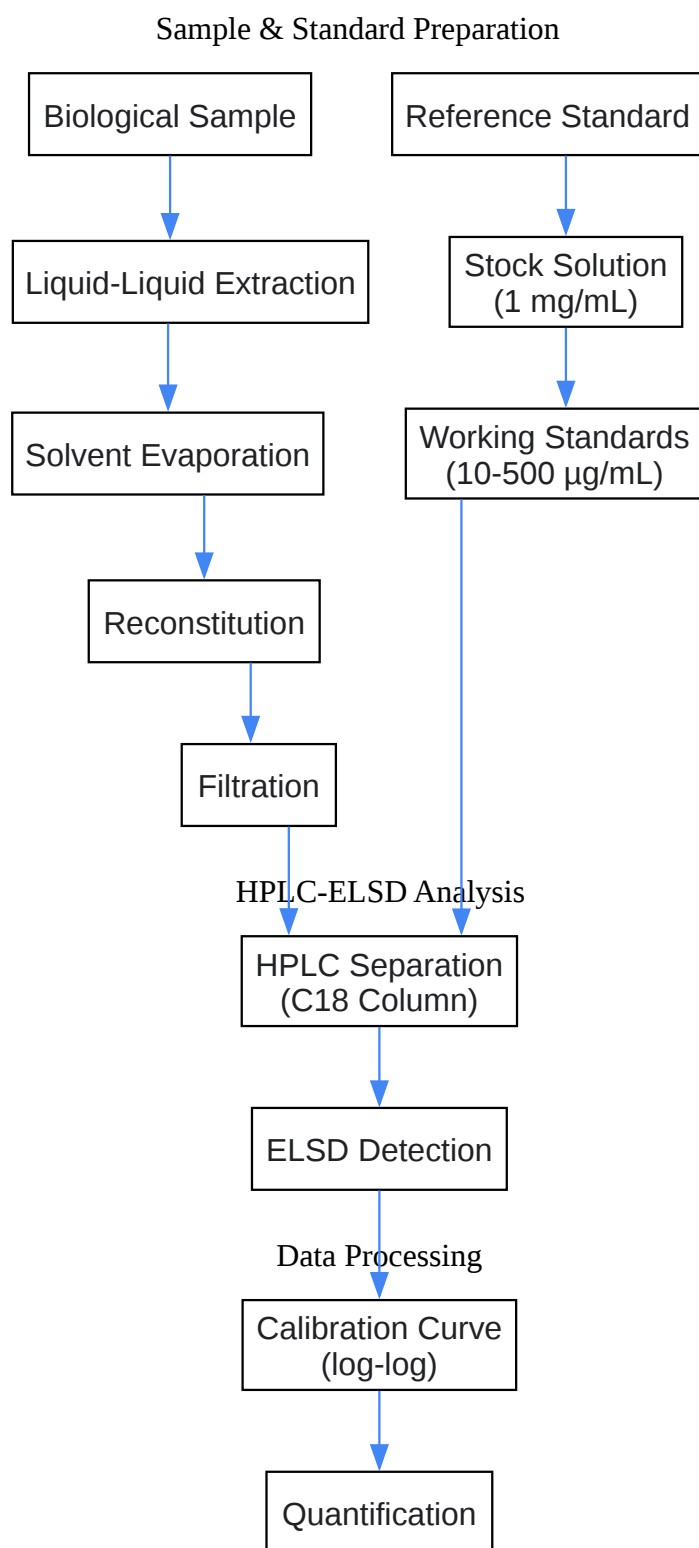 Sample & Standard Preparation
Biological Sample
Reference Standard
Liquid-Liquid Extraction
Stock Solution
(1 mg/mL)
Solvent Evaporation
Working Standards
(10-500 µg/mL)
Reconstitution
Filtration
HPLC-ELSD Analysis
HPLC Separation
(C18 Column)
ELSD Detection
Data Processing
Calibration Curve
(log-log)
Quantification